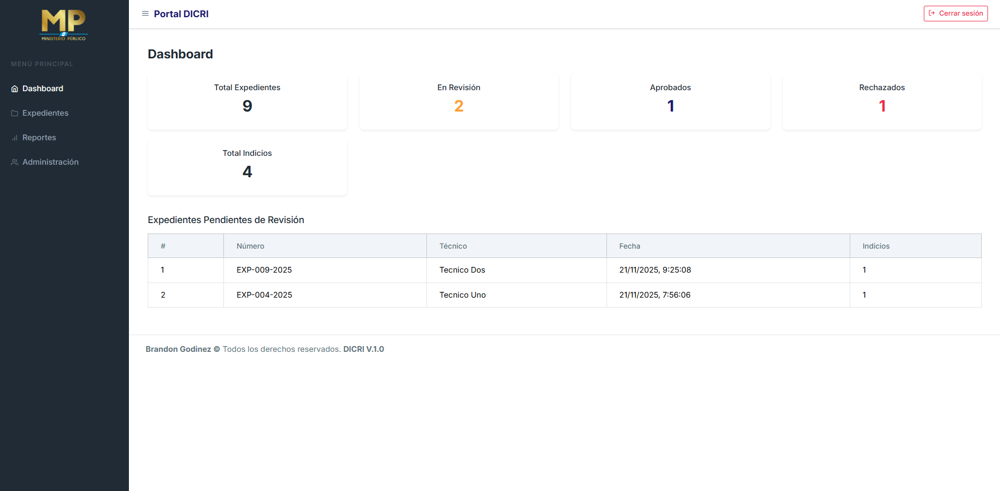 MP
MINISTERIO PÚBLICO
MENÚ PRINCIPAL
Dashboard
Expedientes
Reportes
Administración
Portal DICRI
Cerrar sesión
Dashboard
Total Expedientes
9
En Revisión
2
Aprobados
1
Rechazados
1
Total Indicios
4
Expedientes Pendientes de Revisión
# Número Técnico Fecha Indicios
1 EXP-009-2025 Tecnico Dos 21/11/2025, 9:25:08 1
2 EXP-004-2025 Tecnico Uno 21/11/2025, 7:56:06 1
Brandon Godinez © Todos los derechos reservados. DICRI V.1.0